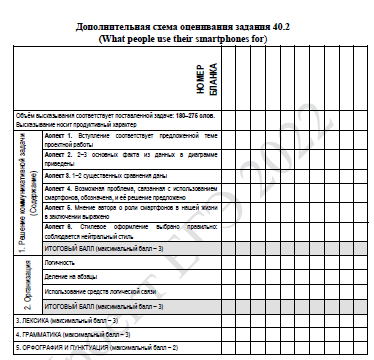 Дополнительная схема оценивания задания 40.2
(What people use their smartphones for)
НОМЕР
БЛАНКА
Объём высказывания соответствует поставленной задаче: 180–275 слов.
Высказывание носит продуктивный характер
1. Решение коммуникативной задачи
(Содержание)
Аспект 1. Вступление соответствует предложенной теме
проектной работы
Аспект 2. 2–3 основных факта из данных в диаграмме
приведены
Аспект 3. 1–2 существенных сравнения даны
Аспект 4. Возможная проблема, связанная с использованием
смартфонов, обозначена, и её решение предложено
Аспект 5. Мнение автора о роли смартфонов в нашей жизни
в заключении выражено
Аспект 6. Стилевое оформление выбрано правильно:
соблюдается нейтральный стиль
ИТОГОВЫЙ БАЛЛ (максимальный балл – 3)
2. Организация
Логичность
Деление на абзацы
Использование средств логической связи
ИТОГОВЫЙ БАЛЛ (максимальный балл – 3)
3. ЛЕКСИКА (максимальный балл – 3)
4. ГРАММАТИКА (максимальный балл – 3)
5. ОРФОГРАФИЯ И ПУНКТУАЦИЯ (максимальный балл – 2)
ЕГЭ 2022